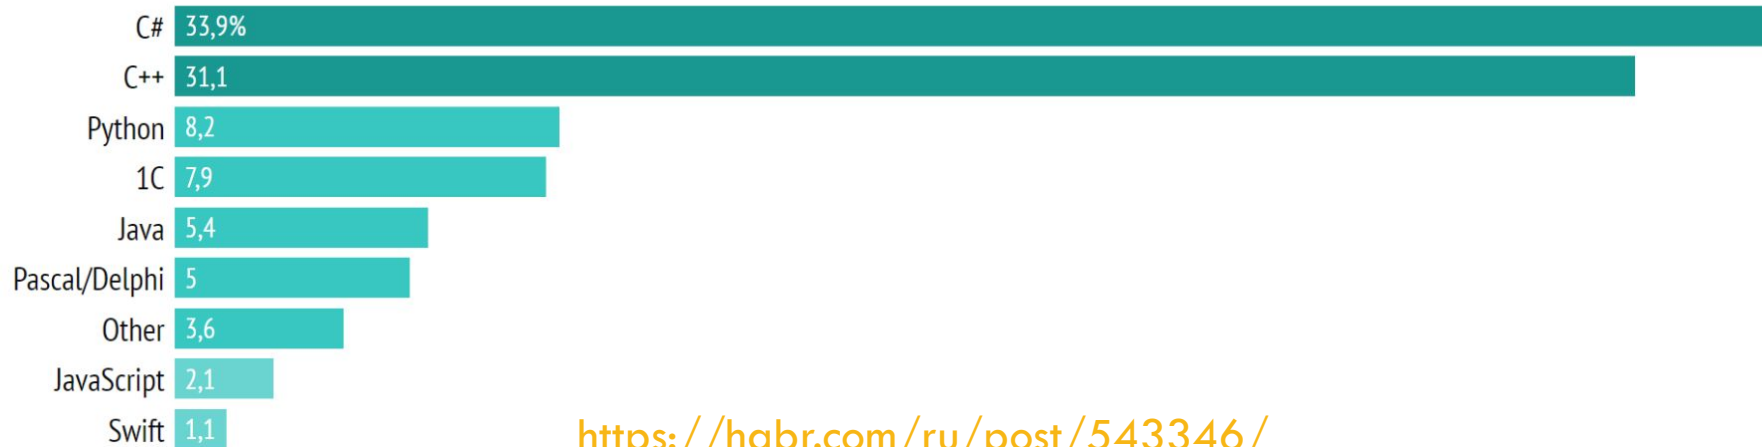 C# 33,9%
C++ 31,1
Python 8,2
1C 7,9
Java 5,4
Pascal/Delphi 5
Other 3,6
JavaScript 2,1
Swift 1,1
https://habr.com/ru/post/543346/